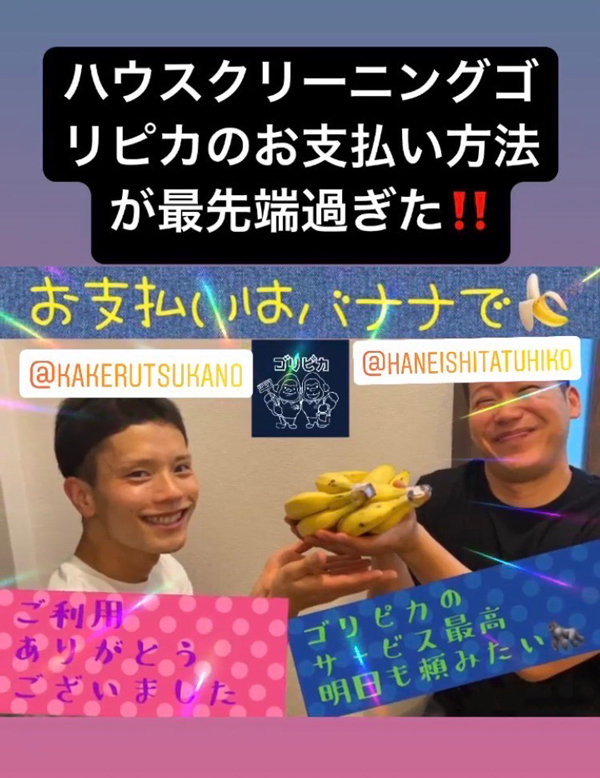 ハウスクリーニングゴ
リピカのお支払い方法
が最先端過ぎた‼️
お支払いはバナナで🍌
@KAKERUTSUKANO
ゴリピカ
@HANEISHITATUHIKO
ご利用
ありがとう
ございました
ゴリピカの
サービス最高
明日も頼みたい🦍